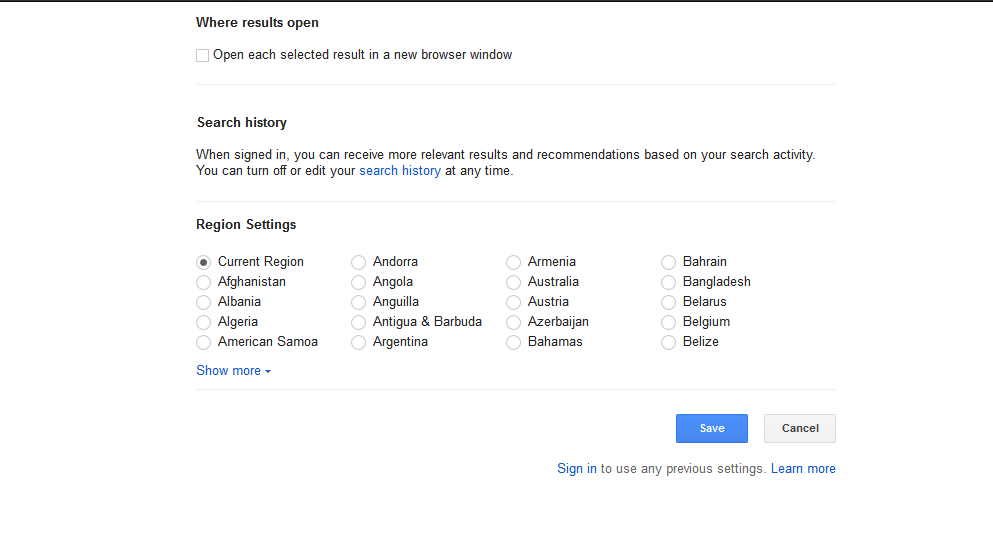 Where results open
Open each selected result in a new browser window
Search history
When signed in, you can receive more relevant results and recommendations based on your search activity.
You can turn off or edit your search history at any time.
Region Settings
Current Region Andorra Armenia Bahrain
Afghanistan Angola Australia Bangladesh
Albania Anguilla Austria Belarus
Algeria Antigua & Barbuda Azerbaijan Belgium
American Samoa Argentina Bahamas Belize
Show more
Save Cancel
Sign in to use any previous settings. Learn more